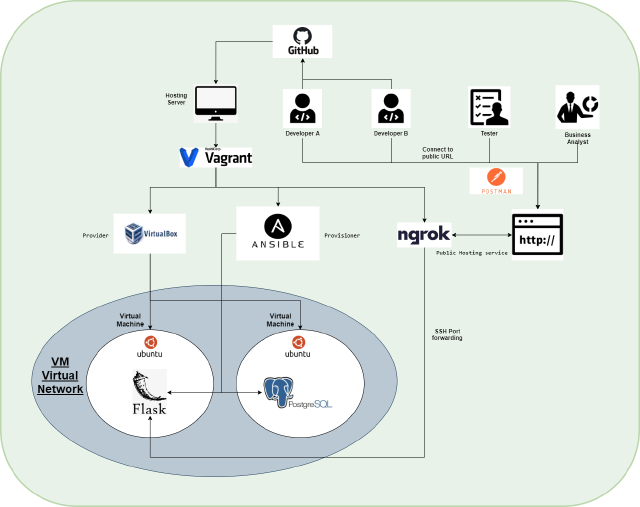 GitHub
Hosting
Server
Developer A
Developer B
Tester
Business
Analyst
Connect to
public URL
HashiCorp
Vagrant
POSTMAN
Provider
VirtualBox
ANSIBLE
Provisioner
ngrok
http://
Public Hosting service
Virtual
Machine
Virtual
Machine
SSH Port
forwarding
ubuntu
ubuntu
VM
Virtual
Network
Flask
PostgreSQL